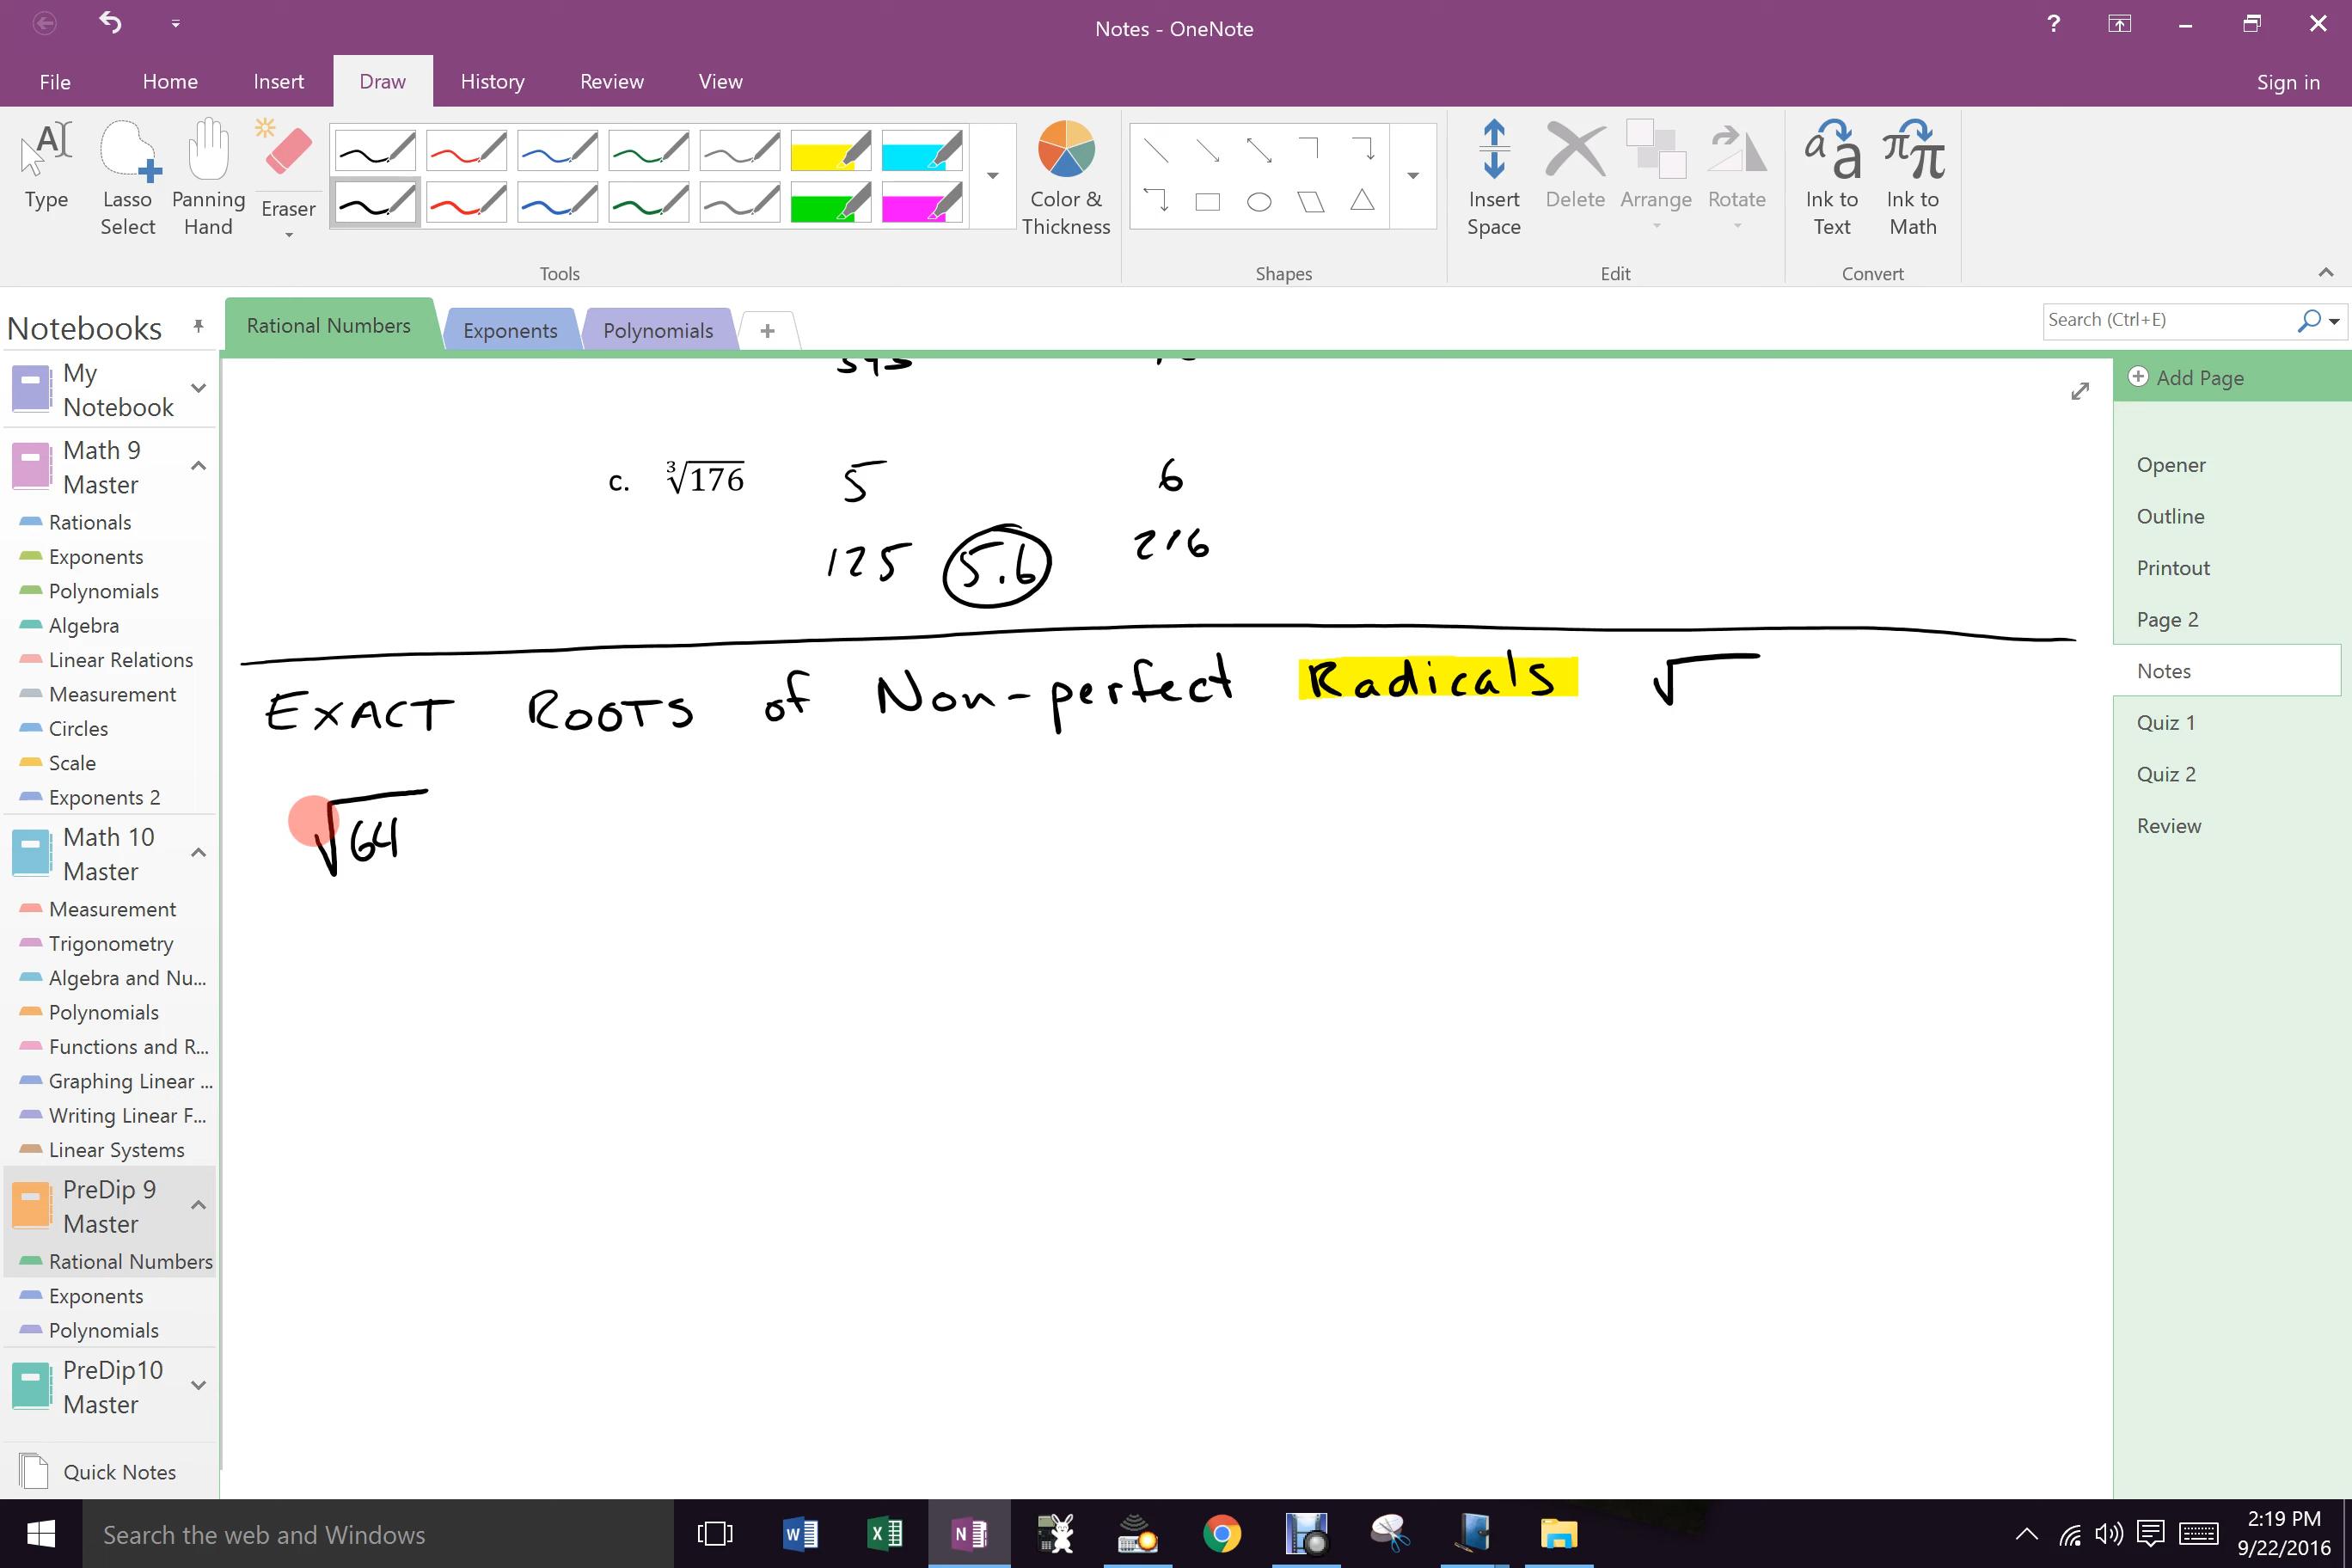 Notes - OneNote
?
File Home Insert Draw History Review View Sign in
Type
Lasso Select
Panning Hand
Eraser
Color & Thickness
Insert Space
Delete
Arrange
Rotate
Ink to Text
Ink to Math
Tools Shapes Edit Convert
Notebooks
Rational Numbers Exponents Polynomials +
Search (Ctrl+E)
My Notebook
Math 9 Master
Rationals
Exponents
Polynomials
Algebra
Linear Relations
Measurement
Circles
Scale
Exponents 2
Math 10 Master
Measurement
Trigonometry
Algebra and Nu...
Polynomials
Functions and R...
Graphing Linear ...
Writing Linear F...
Linear Systems
PreDip 9 Master
Rational Numbers
Exponents
Polynomials
PreDip10 Master
Quick Notes
c. ∛176 5 6
125 5.6 216
EXACT ROOTS of Non-perfect Radicals √
√64
Add Page
Opener
Outline
Printout
Page 2
Notes
Quiz 1
Quiz 2
Review
Search the web and Windows
2:19 PM
9/22/2016